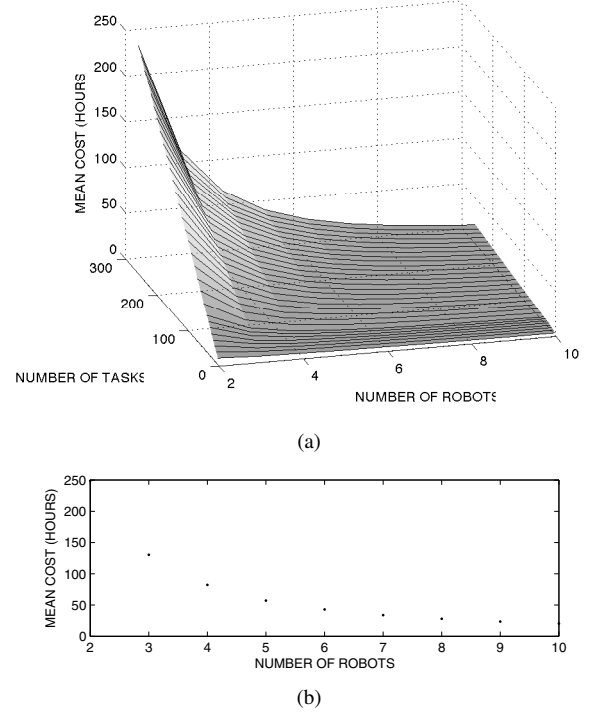 250
200
150
100
50
0
MEAN COST (HOURS
300
200
100
0
NUMBER OF TASKS
2
4
6
8
10
NUMBER OF ROBOTS
(a)
250
200
150
100
50
0
MEAN COST (HOURS)
2 3 4 5 6 7 8 9 10
NUMBER OF ROBOTS
(b)